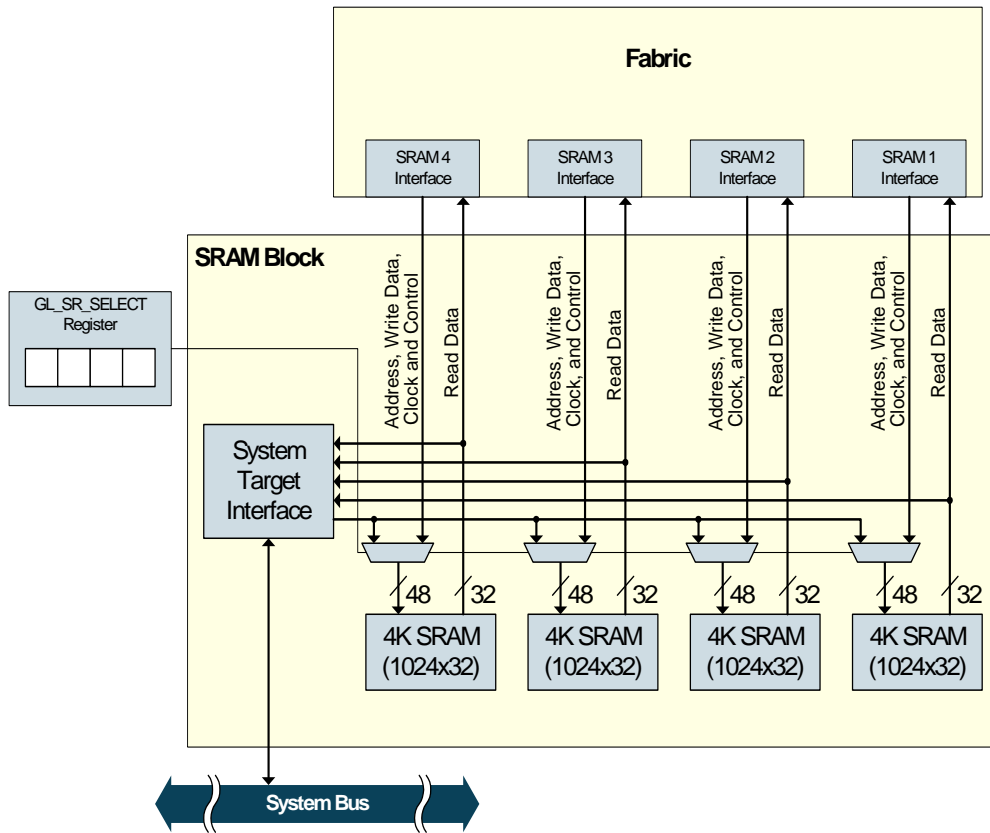 Fabric
SRAM 4
Interface
SRAM 3
Interface
SRAM 2
Interface
SRAM 1
Interface
SRAM Block
GL_SR_SELECT
Register
Address, Write Data,
Clock, and Control
Read Data
Address, Write Data,
Clock, and Control
Read Data
Address, Write Data,
Clock, and Control
Read Data
Address, Write Data,
Clock, and Control
Read Data
System
Target
Interface
48
32
48
32
48
32
48
32
4K SRAM
(1024x32)
4K SRAM
(1024x32)
4K SRAM
(1024x32)
4K SRAM
(1024x32)
System Bus